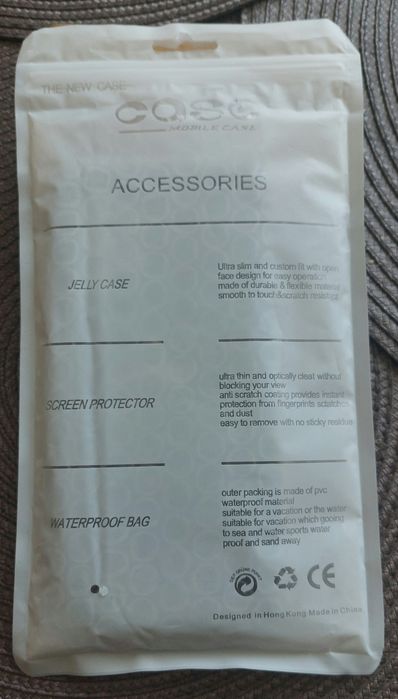 THE NEW CASE
case
MOBILE CASE
ACCESSORIES
JELLY CASE
Ultra slim and custom fit with open
face design for easy operation
made of durable & flexible material
smooth to touch&scratch resistant
SCREEN PROTECTOR
ultra thin and optically cleat without
blocking your view
anti scratch coating provides instant
protection from fingerprints sctatches
and dust
easy to remove with no sticky residue
WATERPROOF BAG
outer packing is made of pvc
waterproof material
suitable for a vacation or the water
suitable for vacation which gooing
to sea and water sports water
proof and sand away
DER GRÜNE PUNKT
CE
Designed in Hong Kong Made in China